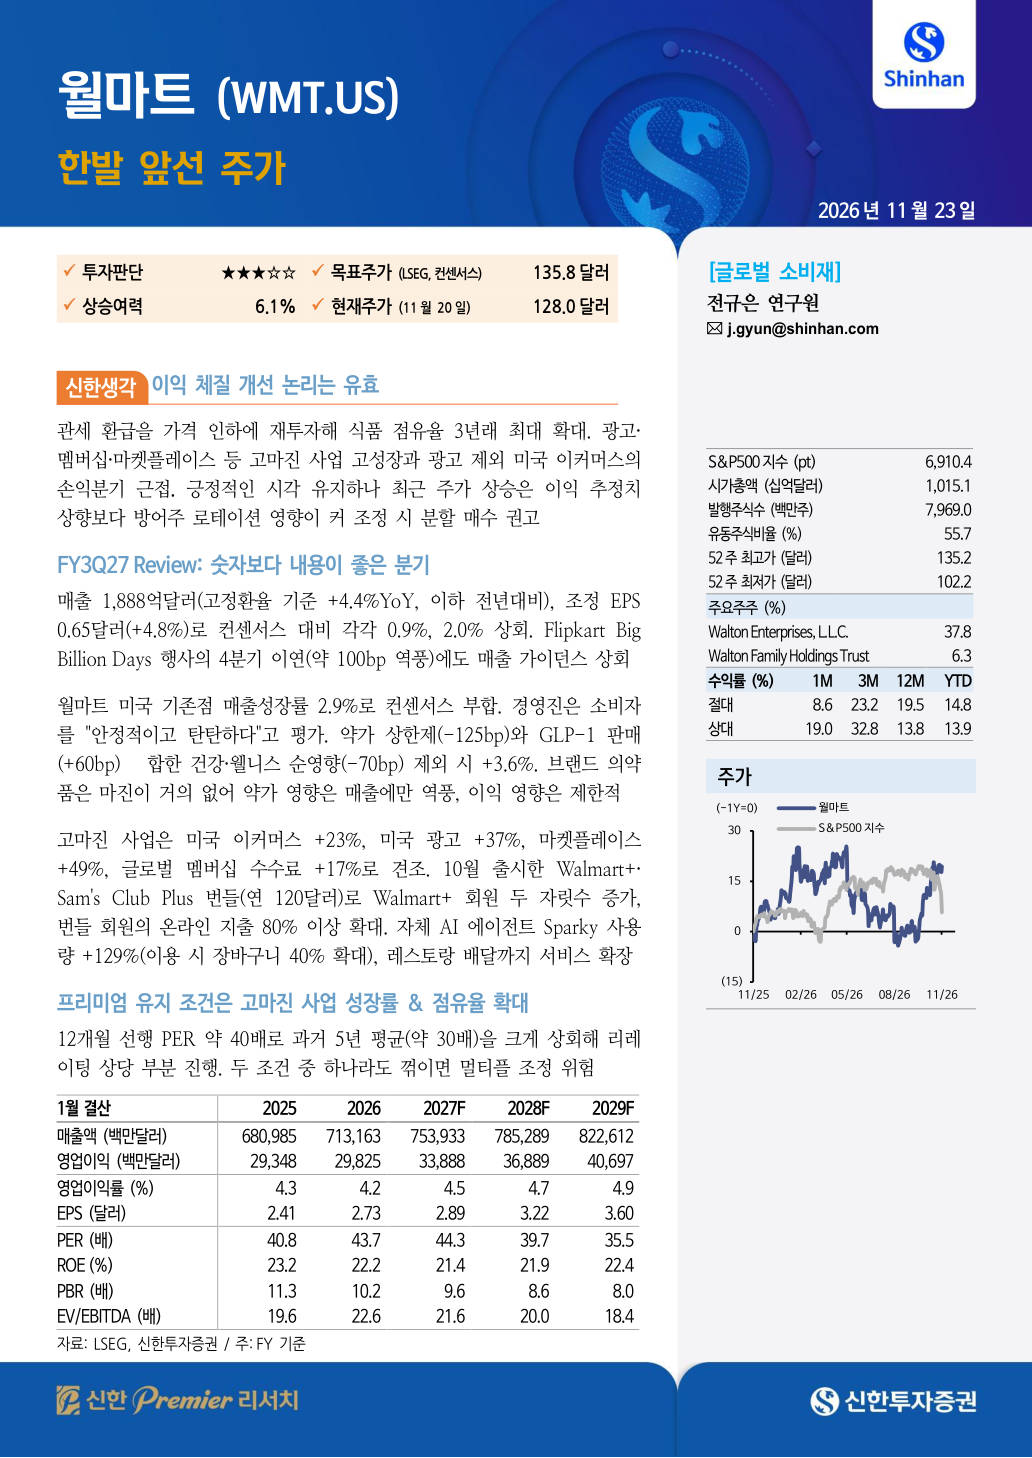 Shinhan
월마트 (WMT.US)
한발 앞선 주가
2026년 11월 23일
✓ 투자판단 ★★★☆☆ ✓ 목표주가 (LSEG, 컨센서스) 135.8 달러
✓ 상승여력 6.1% ✓ 현재주가 (11월 20일) 128.0 달러
신한생각 이익 체질 개선 논리는 유효
관세 환급을 가격 인하에 재투자해 식품 점유율 3년래 최대 확대. 광고·
멤버십·마켓플레이스 등 고마진 사업 고성장과 광고 제외 미국 이커머스의
손익분기 근접. 긍정적인 시각 유지하나 최근 주가 상승은 이익 추정치
상향보다 방어주 로테이션 영향이 커 조정 시 분할 매수 권고
FY3Q27 Review: 숫자보다 내용이 좋은 분기
매출 1,888억달러(고정환율 기준 +4.4%YoY, 이하 전년대비), 조정 EPS
0.65달러(+4.8%)로 컨센서스 대비 각각 0.9%, 2.0% 상회. Flipkart Big
Billion Days 행사의 4분기 이연(약 100bp 역풍)에도 매출 가이던스 상회
월마트 미국 기존점 매출성장률 2.9%로 컨센서스 부합. 경영진은 소비자
를 "안정적이고 탄탄하다"고 평가. 약가 상한제(-125bp)와 GLP-1 판매
(+60bp) 합한 건강·웰니스 순영향(-70bp) 제외 시 +3.6%. 브랜드 의약
품은 마진이 거의 없어 약가 영향은 매출에만 역풍, 이익 영향은 제한적
고마진 사업은 미국 이커머스 +23%, 미국 광고 +37%, 마켓플레이스
+49%, 글로벌 멤버십 수수료 +17%로 견조. 10월 출시한 Walmart+·
Sam's Club Plus 번들(연 120달러)로 Walmart+ 회원 두 자릿수 증가,
번들 회원의 온라인 지출 80% 이상 확대. 자체 AI 에이전트 Sparky 사용
량 +129%(이용 시 장바구니 40% 확대), 레스토랑 배달까지 서비스 확장
프리미엄 유지 조건은 고마진 사업 성장률 & 점유율 확대
12개월 선행 PER 약 40배로 과거 5년 평균(약 30배)을 크게 상회해 리레
이팅 상당 부분 진행. 두 조건 중 하나라도 꺾이면 멀티플 조정 위험
1월 결산 2025 2026 2027F 2028F 2029F
매출액 (백만달러) 680,985 713,163 753,933 785,289 822,612
영업이익 (백만달러) 29,348 29,825 33,888 36,889 40,697
영업이익률 (%) 4.3 4.2 4.5 4.7 4.9
EPS (달러) 2.41 2.73 2.89 3.22 3.60
PER (배) 40.8 43.7 44.3 39.7 35.5
ROE (%) 23.2 22.2 21.4 21.9 22.4
PBR (배) 11.3 10.2 9.6 8.6 8.0
EV/EBITDA (배) 19.6 22.6 21.6 20.0 18.4
자료: LSEG, 신한투자증권 / 주: FY 기준
[글로벌 소비재]
전규은 연구원
✉ j.gyun@shinhan.com
S&P500 지수 (pt) 6,910.4
시가총액 (십억달러) 1,015.1
발행주식수 (백만주) 7,969.0
유동주식비율 (%) 55.7
52주 최고가 (달러) 135.2
52주 최저가 (달러) 102.2
주요주주 (%)
Walton Enterprises, L.L.C. 37.8
Walton Family Holdings Trust 6.3
수익률 (%) 1M 3M 12M YTD
절대 8.6 23.2 19.5 14.8
상대 19.0 32.8 13.8 13.9
주가
(-1Y=0) 월마트
S&P500 지수
30
15
0
(15)
11/25 02/26 05/26 08/26 11/26
신한 Premier 리서치
신한투자증권